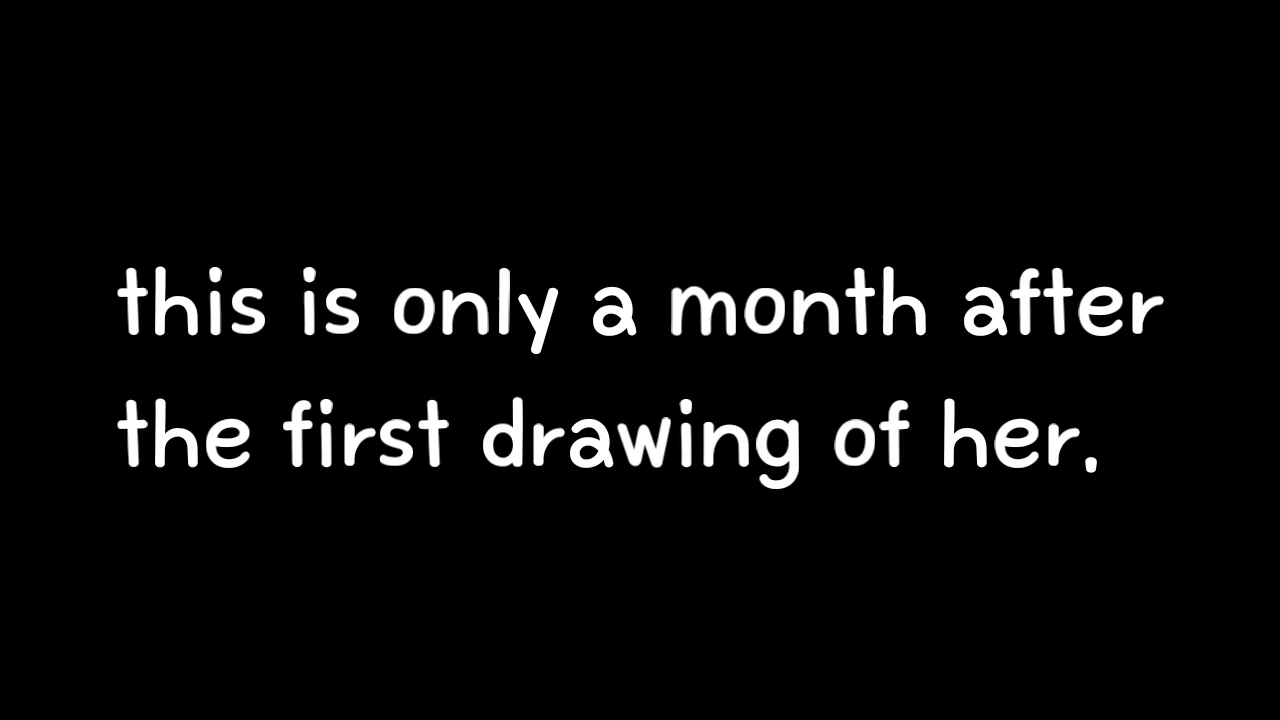 this is only a month after
the first drawing of her.